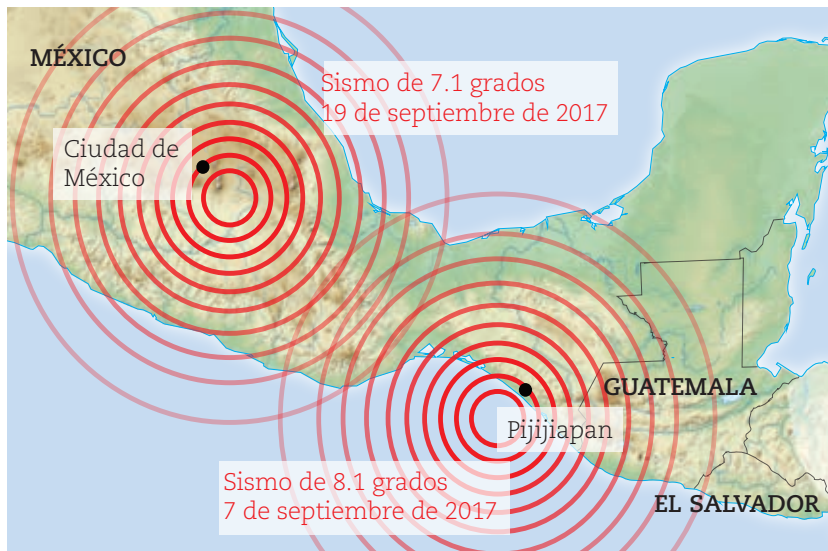 MÉXICO
Sismo de 7.1 grados
19 de septiembre de 2017
Ciudad de
México
GUATEMALA
Pijijiapan
Sismo de 8.1 grados
7 de septiembre de 2017
EL SALVADOR